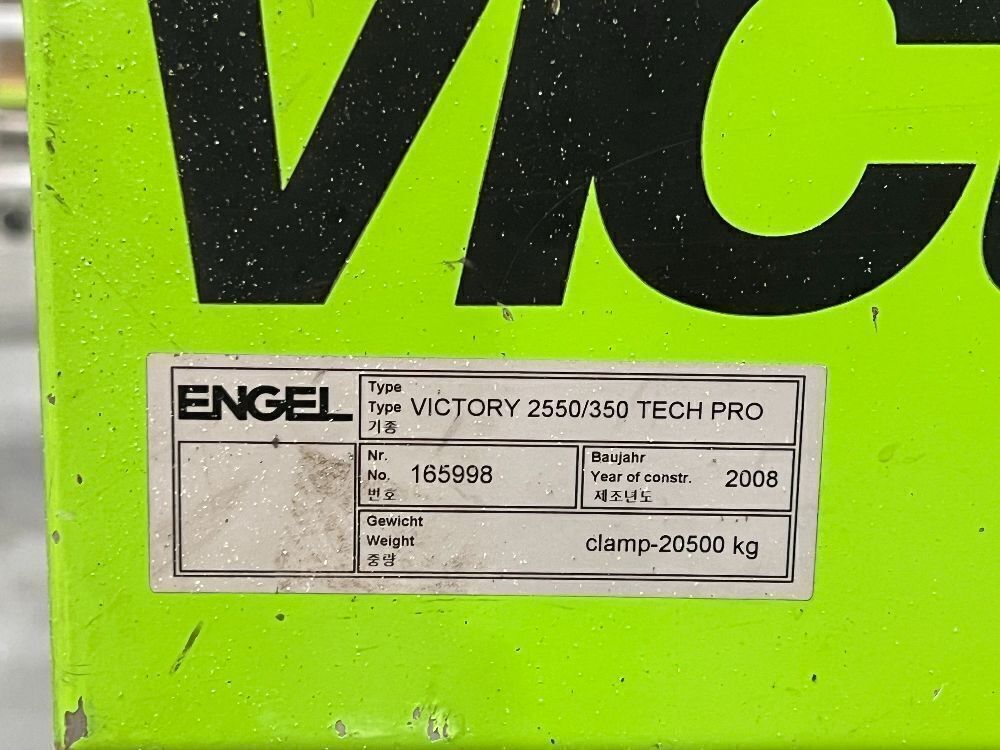 VIC
ENGEL
Type
Type VICTORY 2550/350 TECH PRO
기종
Nr.
No. 165998
번호
Baujahr
Year of constr. 2008
제조년도
Gewicht
Weight clamp-20500 kg
중량